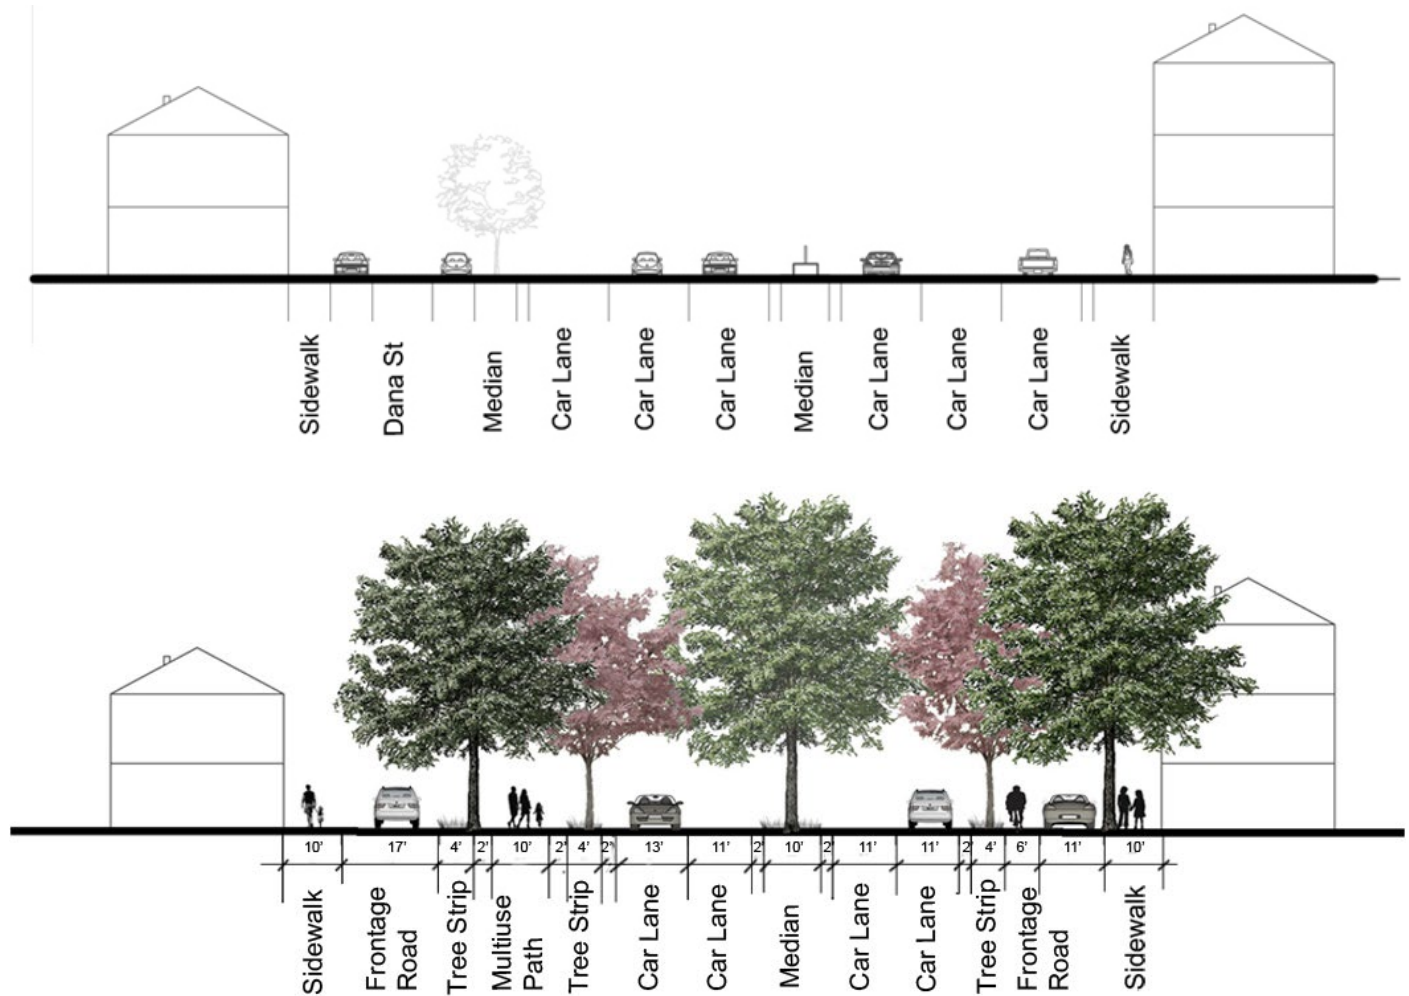 Sidewalk
Dana St
Median
Car Lane
Car Lane
Car Lane
Median
Car Lane
Car Lane
Car Lane
Sidewalk
10' 17' 4' 2' 10' 2' 4' 2' 13' 11' 2' 10' 2' 11' 11' 2' 4' 6' 11' 10'
Sidewalk
Frontage
Road
Tree Strip
Multiuse
Path
Tree Strip
Car Lane
Car Lane
Median
Car Lane
Car Lane
Tree Strip
Frontage
Road
Sidewalk